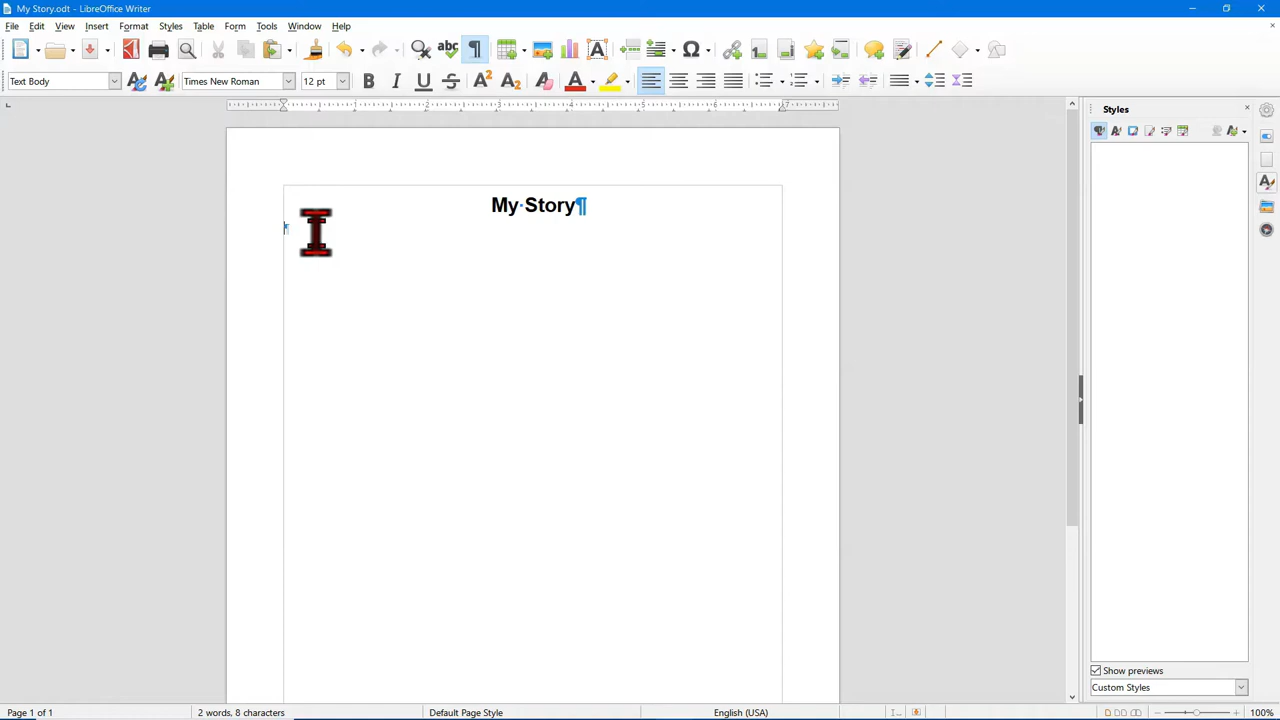 My Story.odt - LibreOffice Writer
File Edit View Insert Format Styles Table Form Tools Window Help
Text Body Times New Roman 12 pt
Styles
My·Story¶
¶
Show previews
Custom Styles
Page 1 of 1 2 words, 8 characters Default Page Style English (USA) 100%